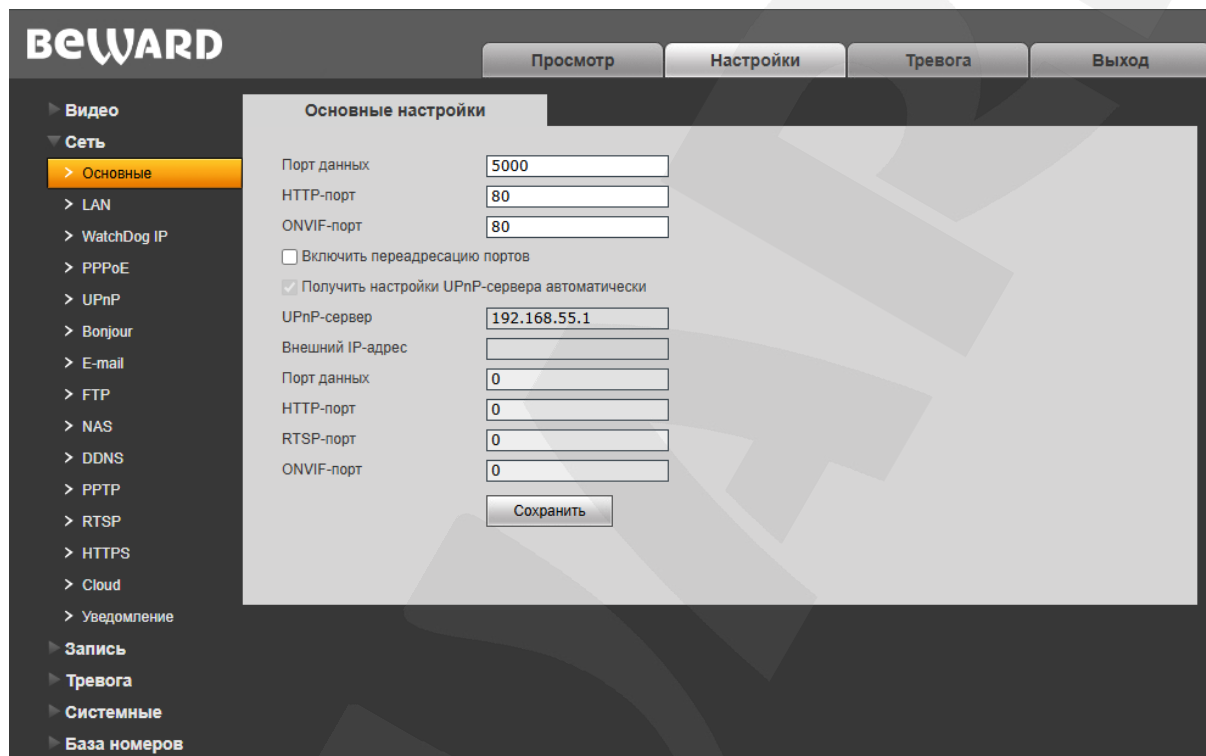 BEWARD
Просмотр
Настройки
Тревога
Выход
Видео
Сеть
Основные
LAN
WatchDog IP
PPPoE
UPnP
Bonjour
E-mail
FTP
NAS
DDNS
PPTP
RTSP
HTTPS
Cloud
Уведомление
Запись
Тревога
Системные
База номеров
Основные настройки
Порт данных 5000
HTTP-порт 80
ONVIF-порт 80
Включить переадресацию портов
Получить настройки UPnP-сервера автоматически
UPnP-сервер 192.168.55.1
Внешний IP-адрес
Порт данных 0
HTTP-порт 0
RTSP-порт 0
ONVIF-порт 0
Сохранить